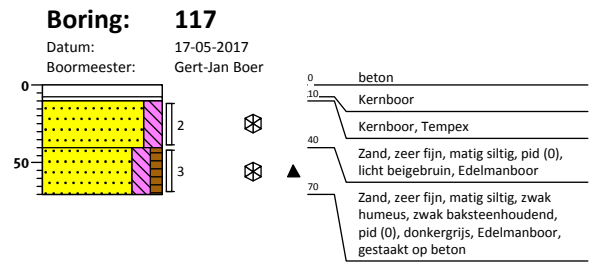 Boring: 117
Datum: 17-05-2017
Boormeester: Gert-Jan Boer
0
50
2
3
0 beton
10 Kernboor
Kernboor, Tempex
40
Zand, zeer fijn, matig siltig, pid (0),
licht beigebruin, Edelmanboor
70
Zand, zeer fijn, matig siltig, zwak
humeus, zwak baksteenhoudend,
pid (0), donkergrijs, Edelmanboor,
gestaakt op beton